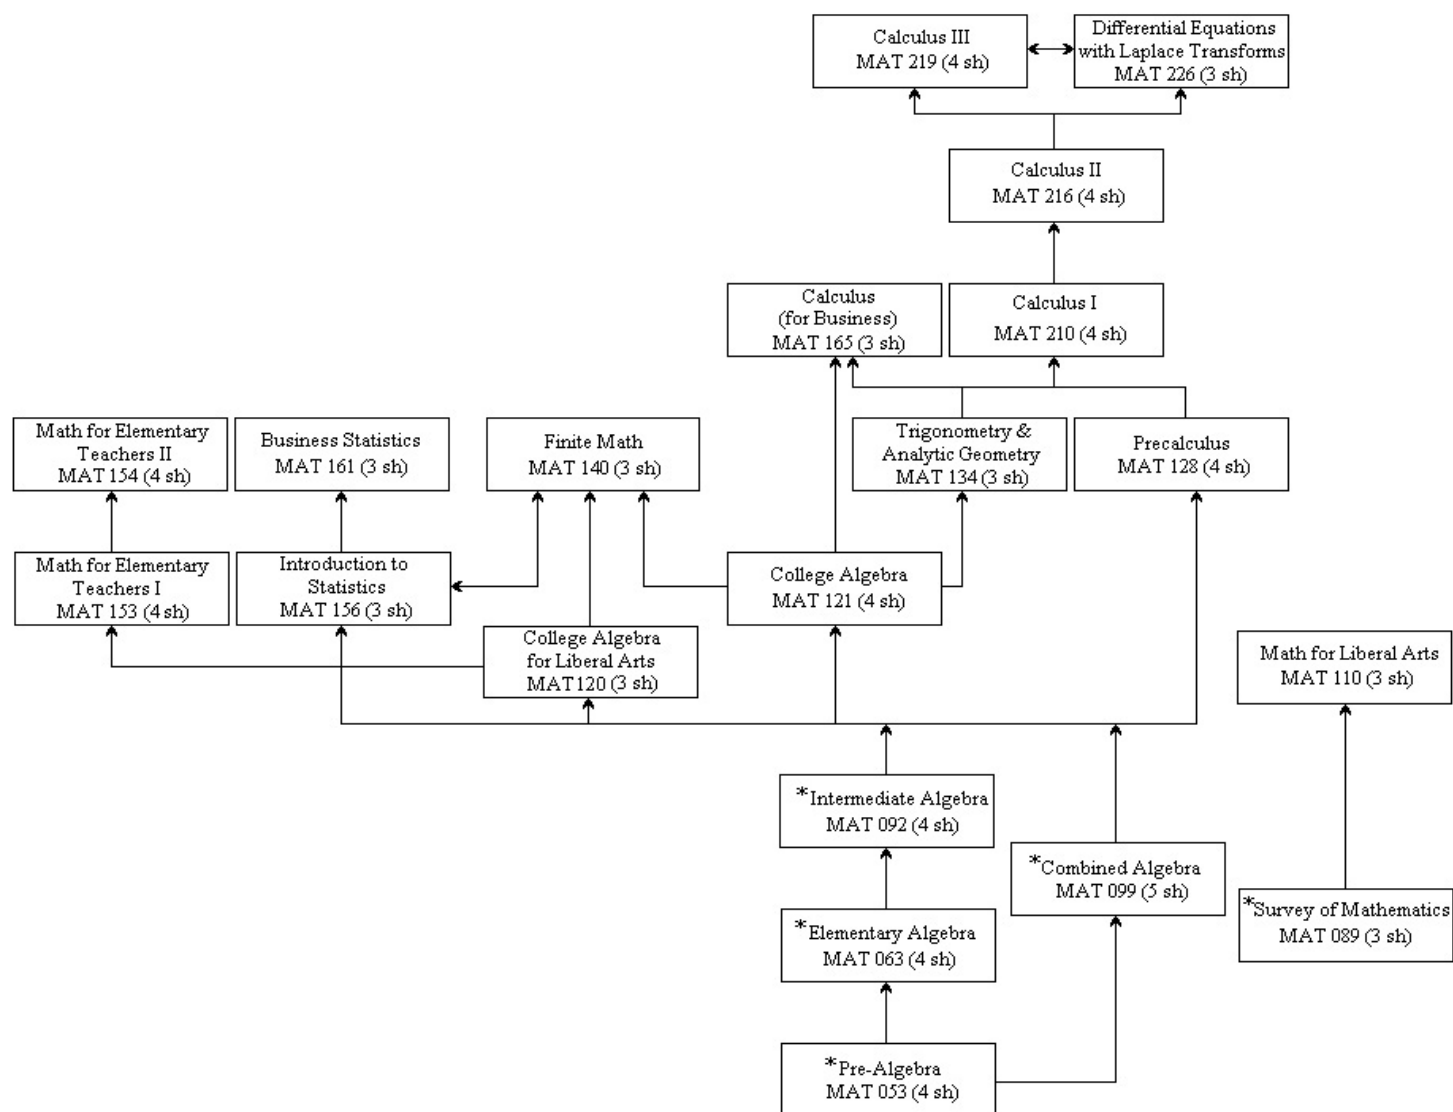 Calculus III
MAT 219 (4 sh)
Differential Equations
with Laplace Transforms
MAT 226 (3 sh)
Calculus II
MAT 216 (4 sh)
Calculus
(for Business)
MAT 165 (3 sh)
Calculus I
MAT 210 (4 sh)
Math for Elementary
Teachers II
MAT 154 (4 sh)
Business Statistics
MAT 161 (3 sh)
Finite Math
MAT 140 (3 sh)
Trigonometry &
Analytic Geometry
MAT 134 (3 sh)
Precalculus
MAT 128 (4 sh)
Math for Elementary
Teachers I
MAT 153 (4 sh)
Introduction to
Statistics
MAT 156 (3 sh)
College Algebra
MAT 121 (4 sh)
College Algebra
for Liberal Arts
MAT 120 (3 sh)
Math for Liberal Arts
MAT 110 (3 sh)
*Intermediate Algebra
MAT 092 (4 sh)
*Combined Algebra
MAT 099 (5 sh)
*Survey of Mathematics
MAT 089 (3 sh)
*Elementary Algebra
MAT 063 (4 sh)
*Pre-Algebra
MAT 053 (4 sh)